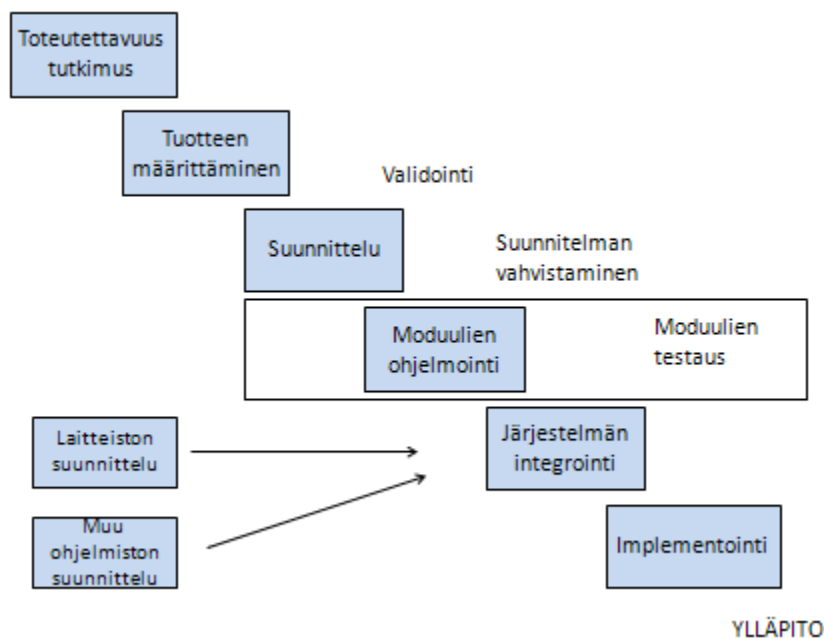 Toteutettavuus
tutkimus
Tuotteen
määrittäminen
Validointi
Suunnittelu
Suunnitelman
vahvistaminen
Moduulien
ohjelmointi
Moduulien
testaus
Laitteiston
suunnittelu
Järjestelmän
integrointi
Muu
ohjelmiston
suunnittelu
Implementointi
YLLÄPITO